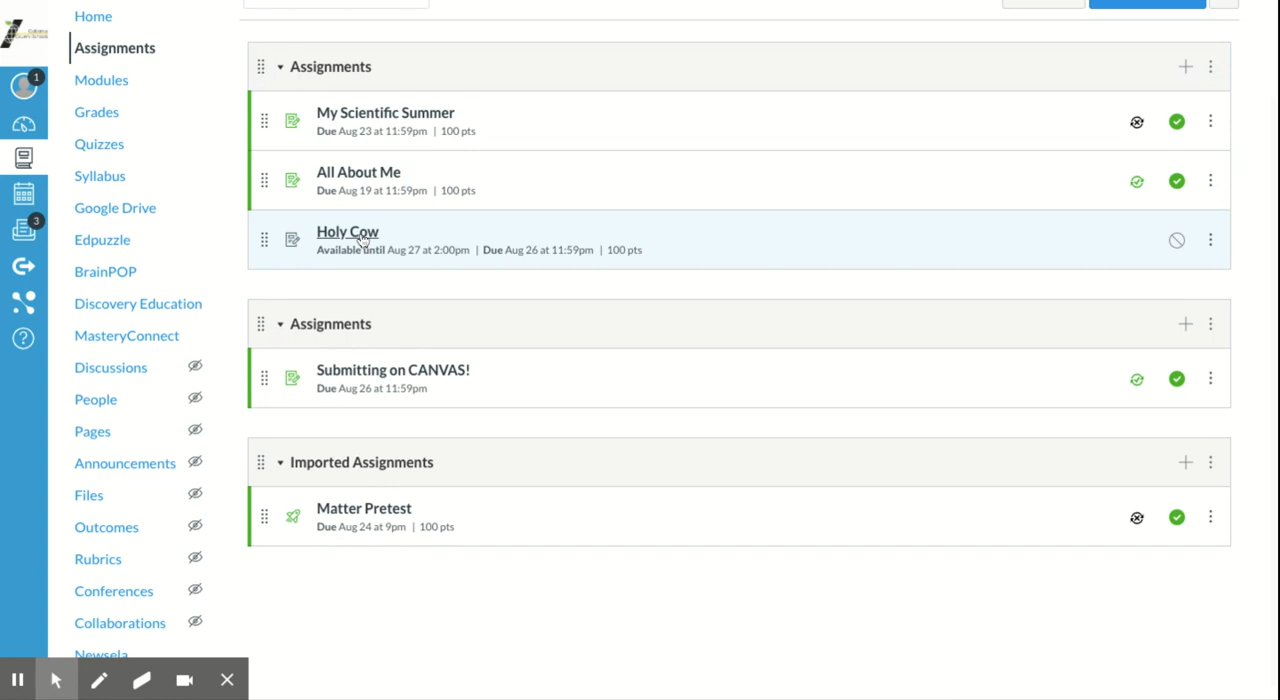 Home
Assignments
Modules
Grades
Quizzes
Syllabus
Google Drive
Edpuzzle
BrainPOP
Discovery Education
MasteryConnect
Discussions
People
Pages
Announcements
Files
Outcomes
Rubrics
Conferences
Collaborations
Newsela
1
3
Assignments
My Scientific Summer
Due Aug 23 at 11:59pm | 100 pts
All About Me
Due Aug 19 at 11:59pm | 100 pts
Holy Cow
Available until Aug 27 at 2:00pm | Due Aug 26 at 11:59pm | 100 pts
Assignments
Submitting on CANVAS!
Due Aug 26 at 11:59pm
Imported Assignments
Matter Pretest
Due Aug 24 at 9pm | 100 pts